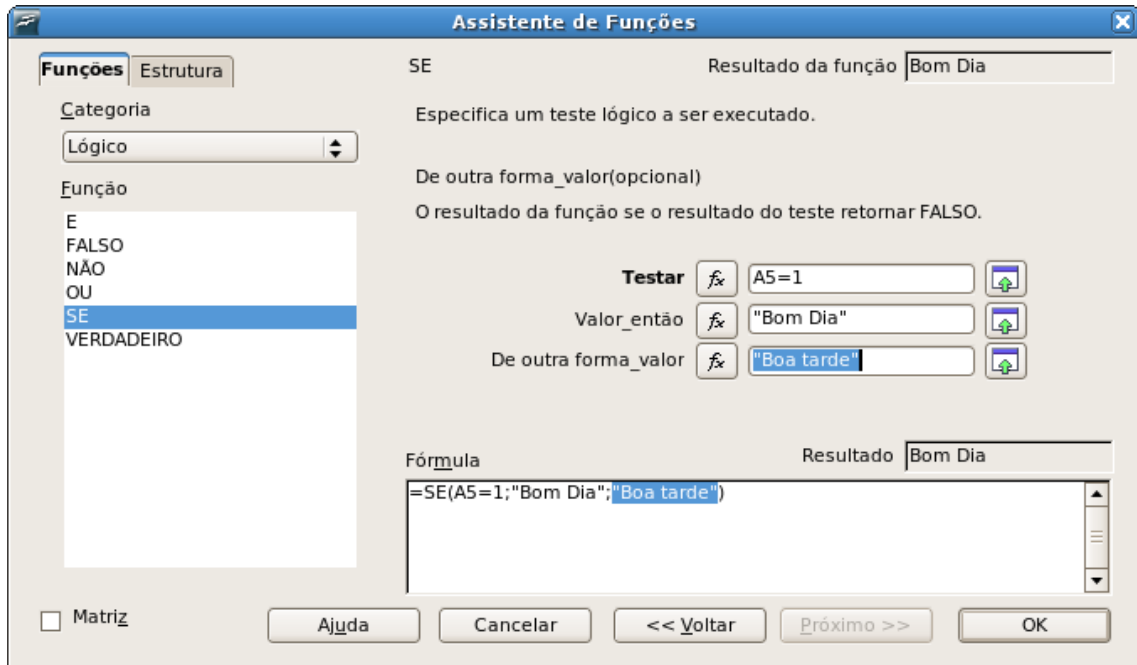 Assistente de Funções
Funções Estrutura
SE Resultado da função Bom Dia
Categoria
Especifica um teste lógico a ser executado.
Lógico
De outra forma_valor(opcional)
Função
O resultado da função se o resultado do teste retornar FALSO.
E
FALSO
NÃO
OU
SE
VERDADEIRO
Testar fx A5=1
Valor_então fx "Bom Dia"
De outra forma_valor fx "Boa tarde"
Fórmula Resultado Bom Dia
=SE(A5=1;"Bom Dia";"Boa tarde")
Matriz Ajuda Cancelar << Voltar Próximo >> OK